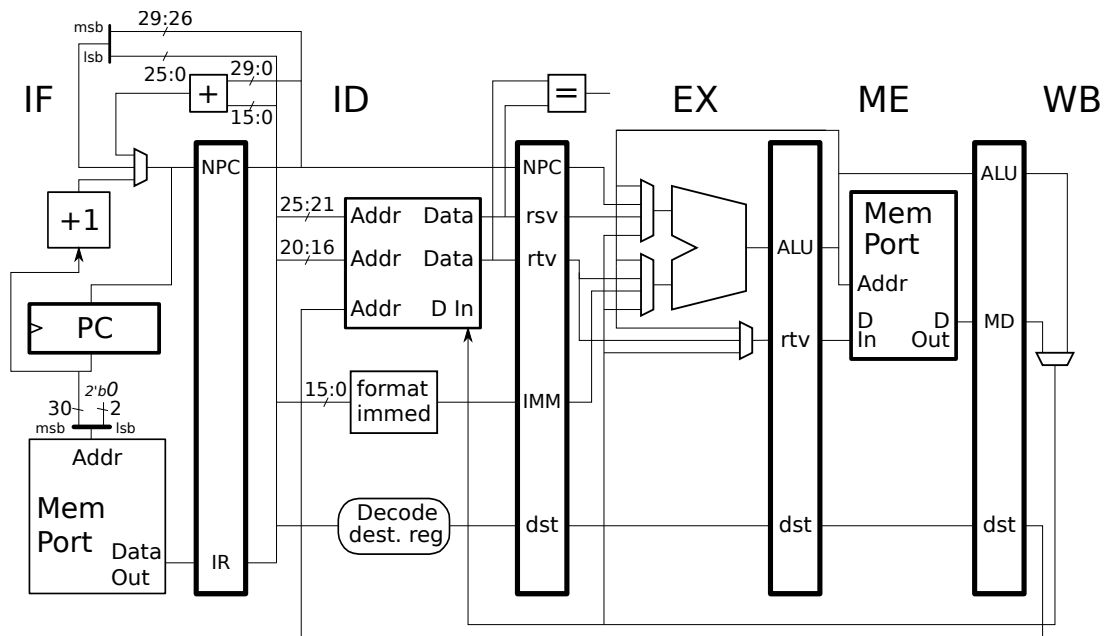 msb
29:26
lsb
25:0
29:0
15:0
+
=
IF
ID
EX
ME
WB
NPC
NPC
ALU
+1
25:21
Addr
Data
rsv
20:16
Addr
Data
rtv
Addr
D In
ALU
Mem
Port
Addr
D
In
D
Out
MD
PC
rtv
2'b0
30
2
msb
lsb
15:0
format
immed
IMM
Addr
Mem
Port
Data
Out
IR
Decode
dest. reg
dst
dst
dst